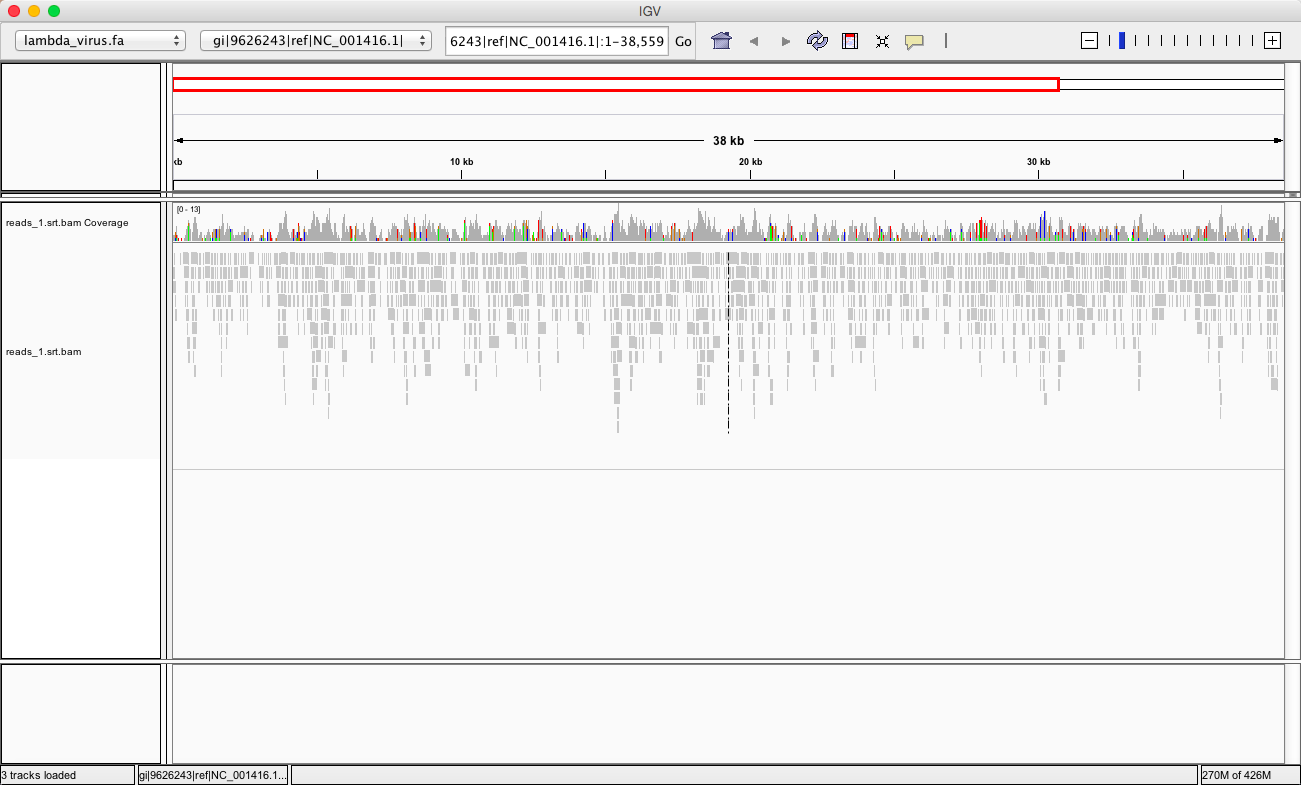 IGV
lambda_virus.fa gi|9626243|ref|NC_001416.1| 6243|ref|NC_001416.1|:1-38,559 Go
38 kb
kb 10 kb 20 kb 30 kb
[0 - 13]
reads_1.srt.bam Coverage
reads_1.srt.bam
3 tracks loaded gi|9626243|ref|NC_001416.1... 270M of 426M